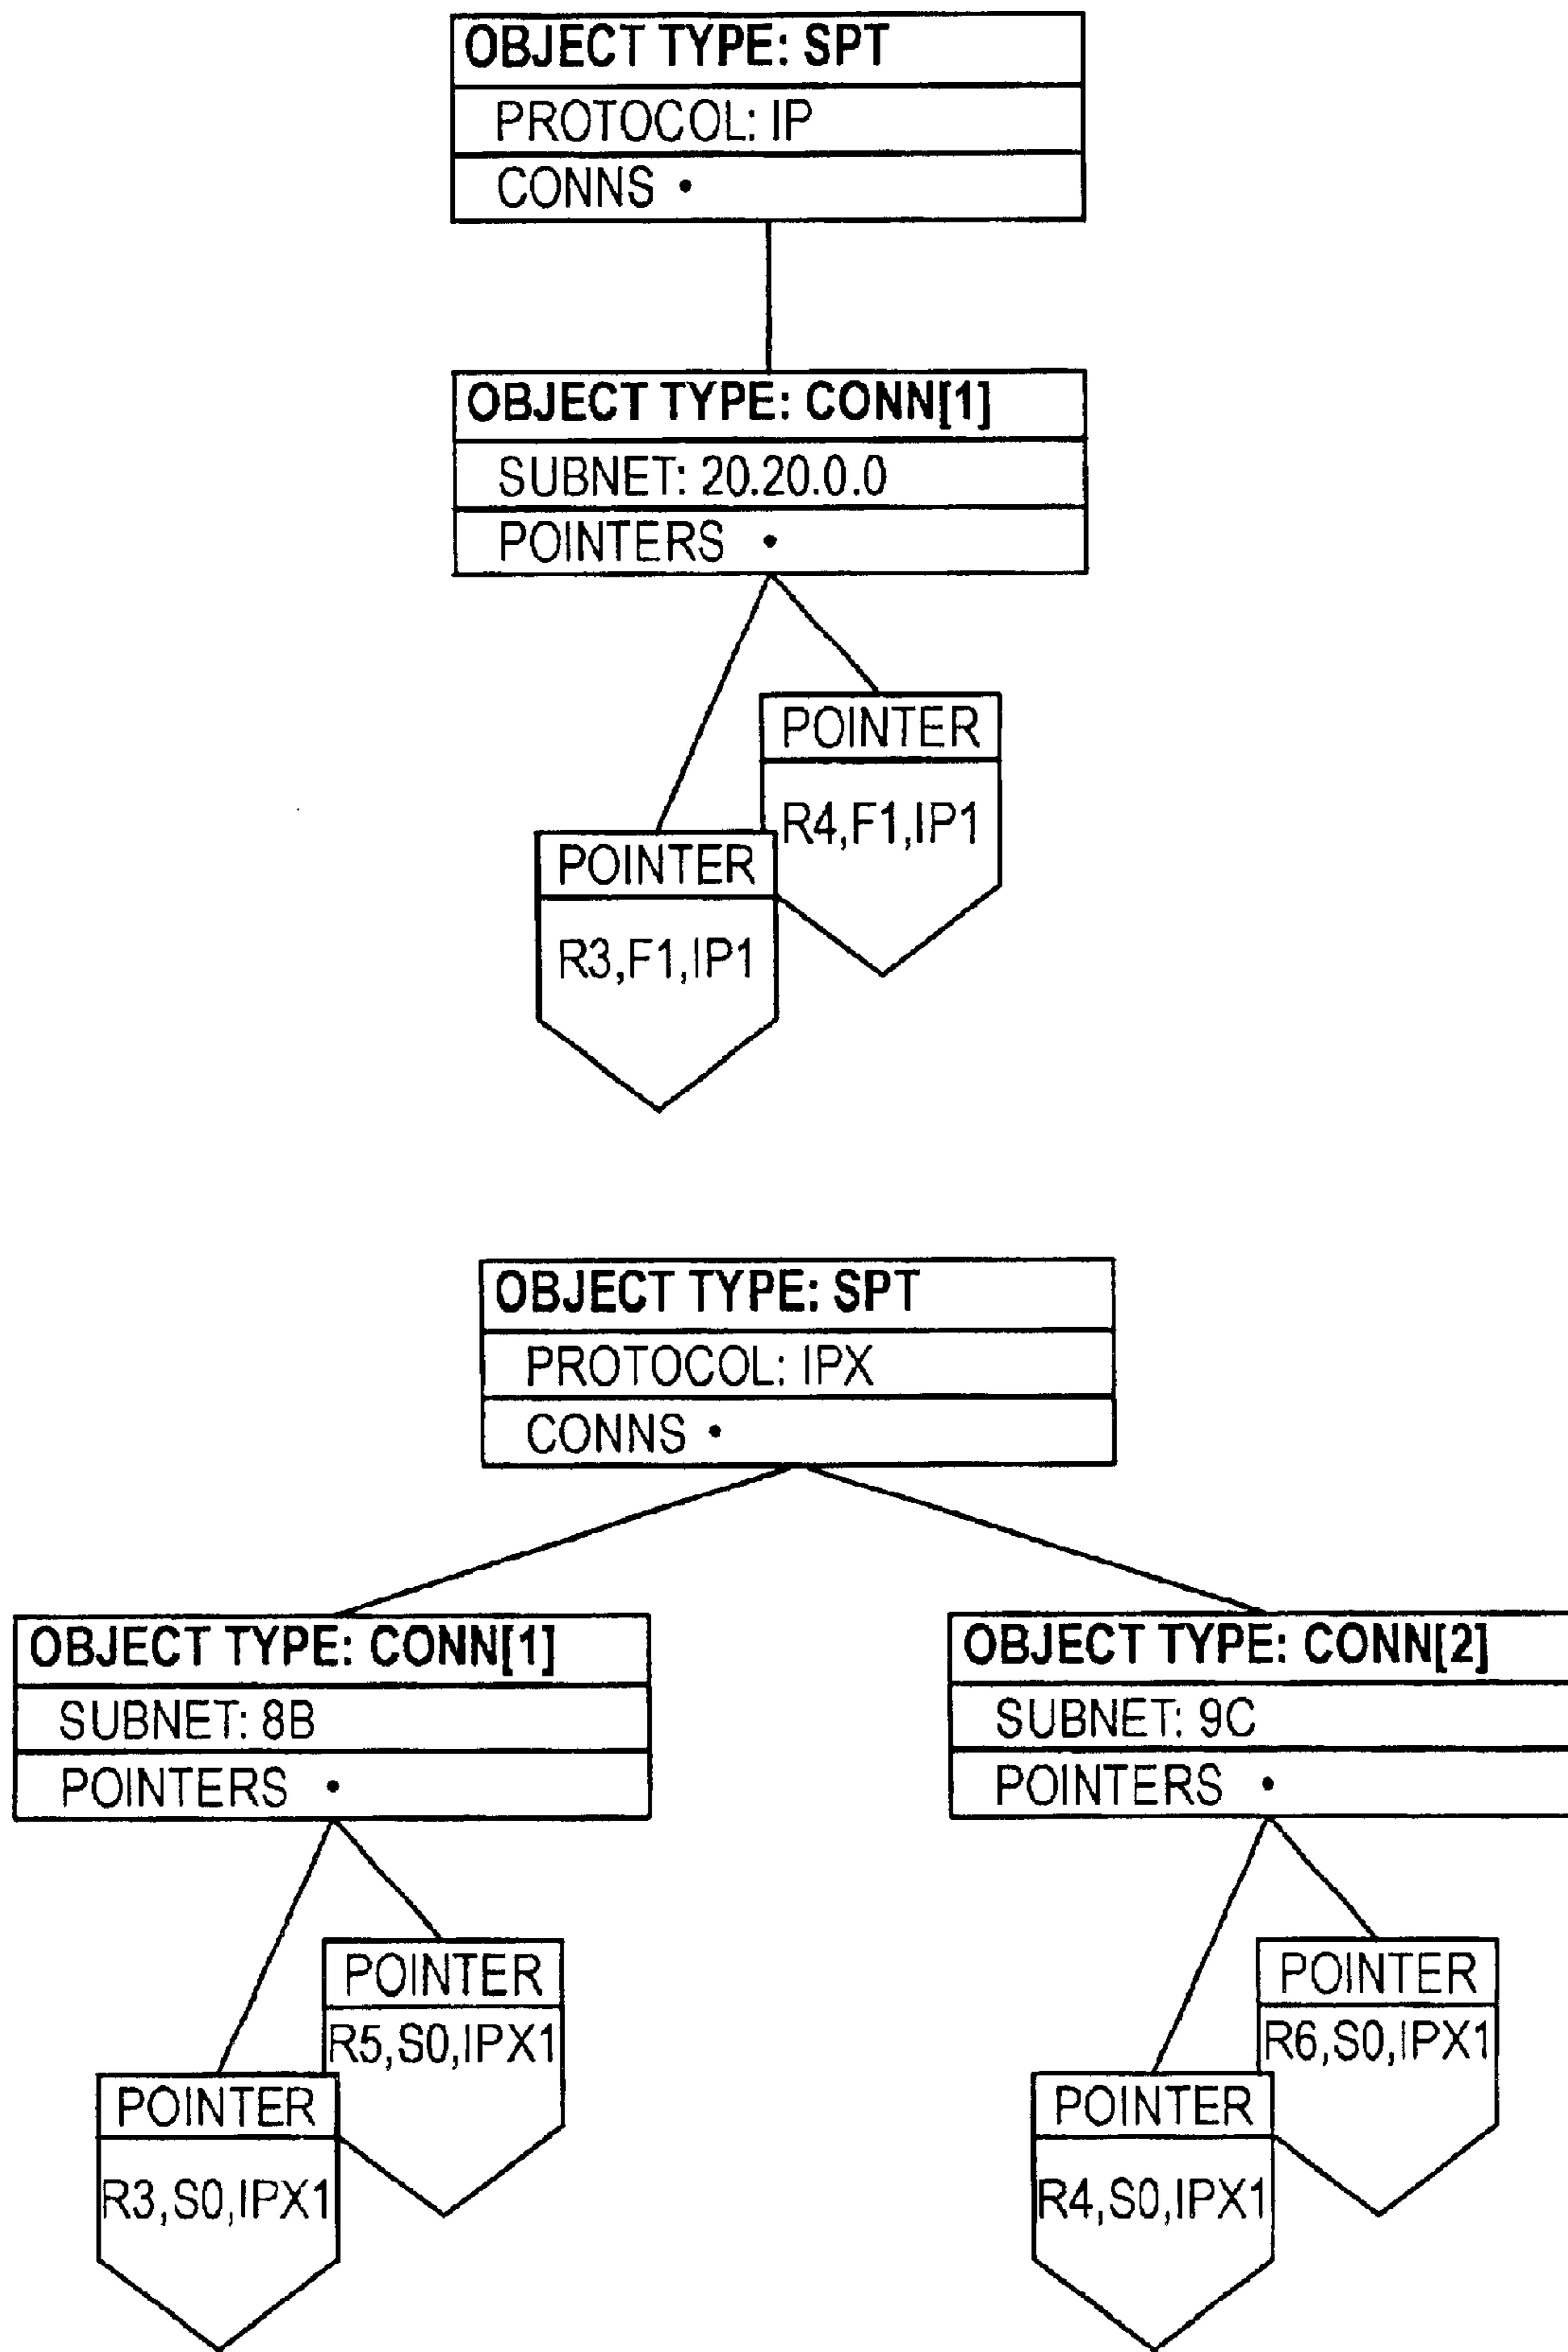 OBJECT TYPE: SPT
PROTOCOL: IP
CONNS •
OBJECT TYPE: CONN[1]
SUBNET: 20.20.0.0
POINTERS •
POINTER
R4,F1,IP1
POINTER
R3,F1,IP1
OBJECT TYPE: SPT
PROTOCOL: IPX
CONNS •
OBJECT TYPE: CONN[1]
SUBNET: 8B
POINTERS •
POINTER
R5,S0,IPX1
POINTER
R3,S0,IPX1
OBJECT TYPE: CONN[2]
SUBNET: 9C
POINTERS •
POINTER
R6,S0,IPX1
POINTER
R4,S0,IPX1